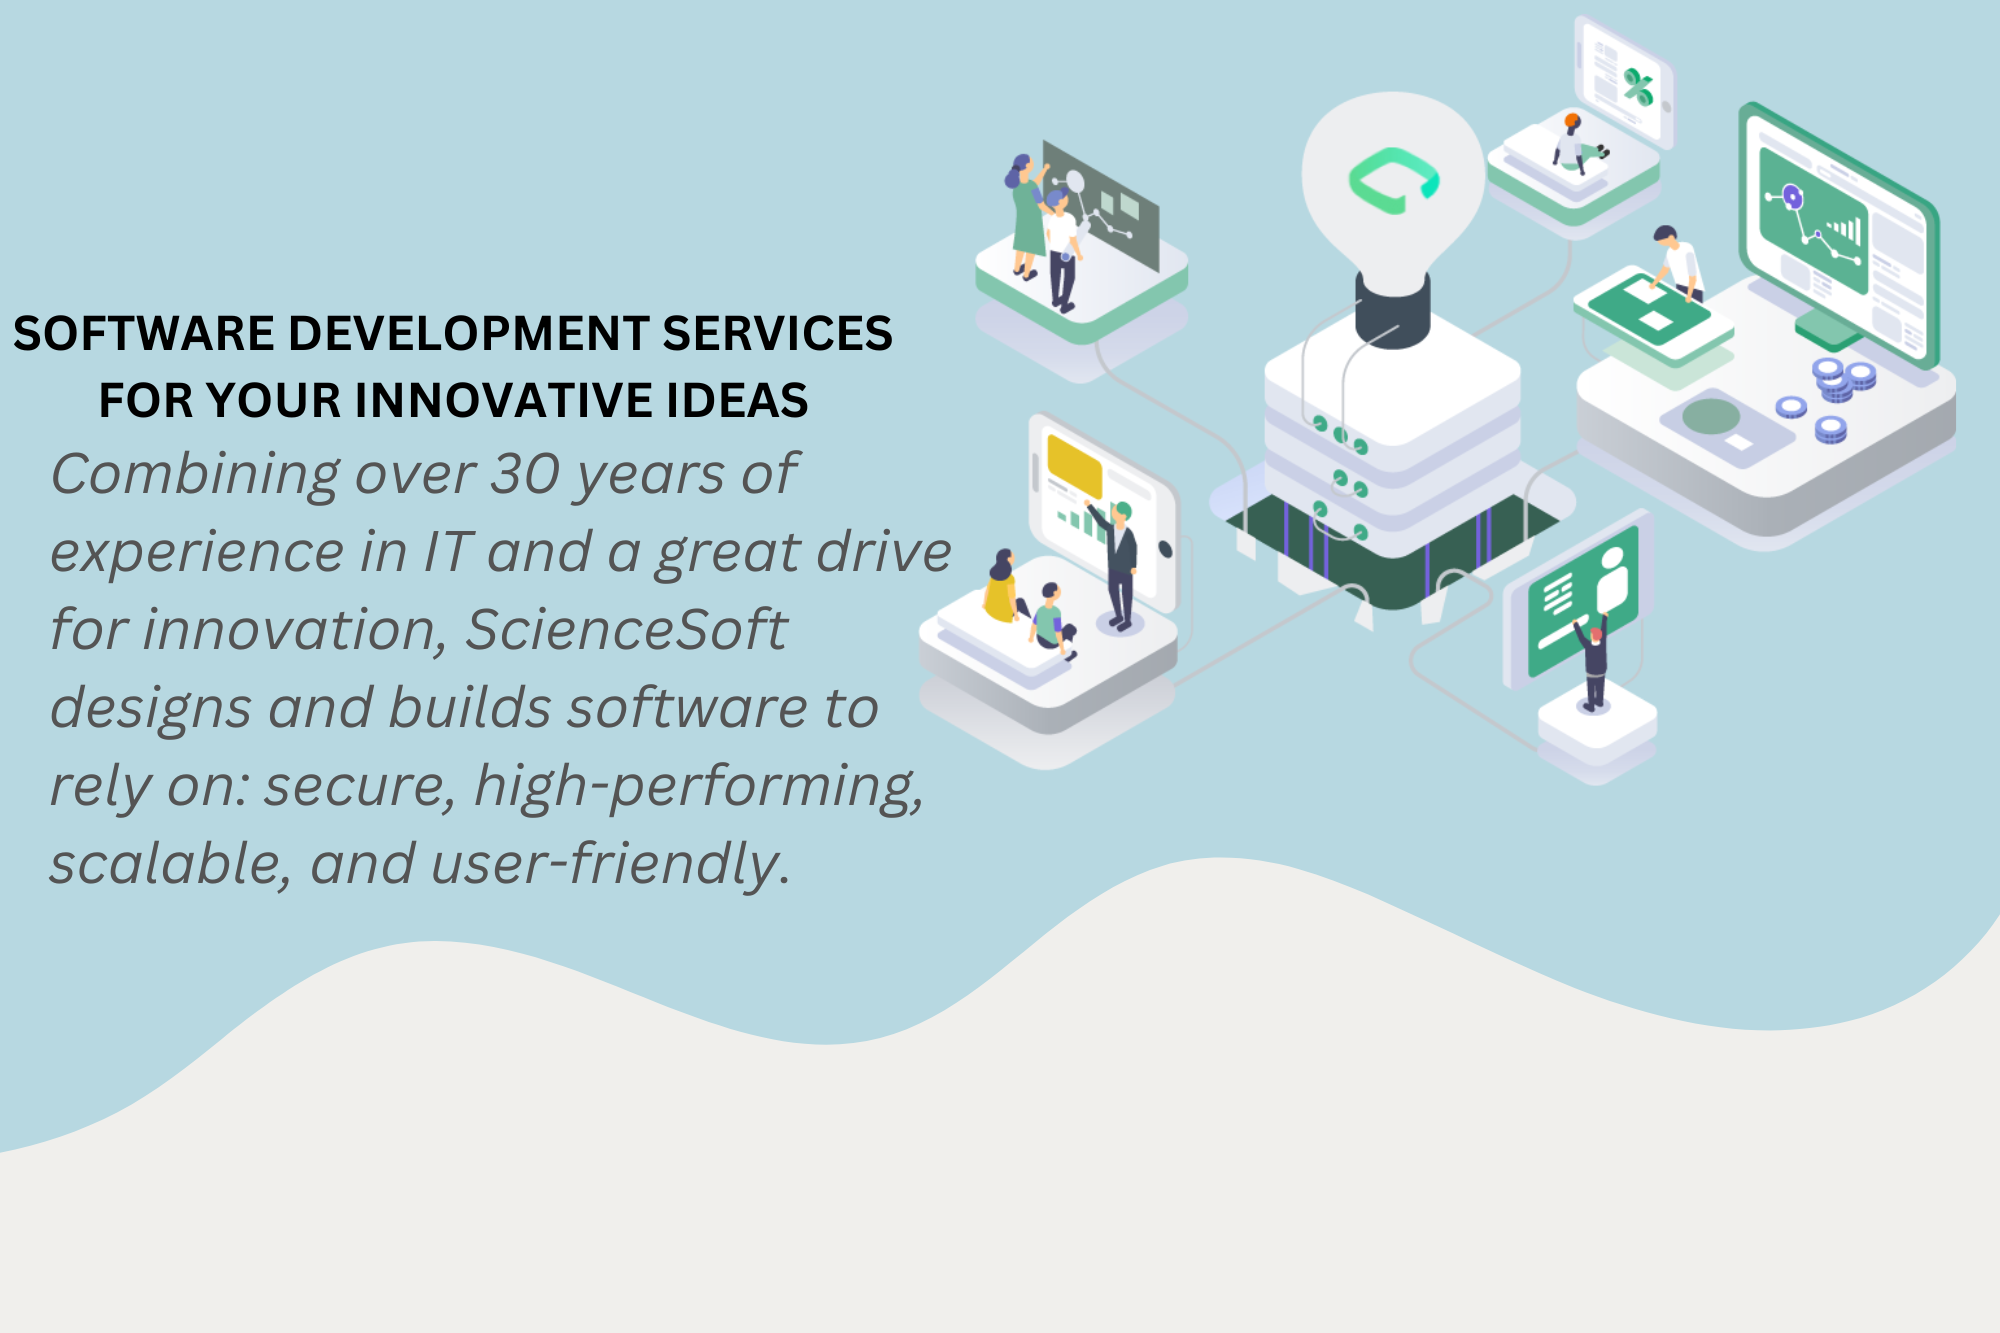 SOFTWARE DEVELOPMENT SERVICES
FOR YOUR INNOVATIVE IDEAS
Combining over 30 years of
experience in IT and a great drive
for innovation, ScienceSoft
designs and builds software to
rely on: secure, high-performing,
scalable, and user-friendly.
%